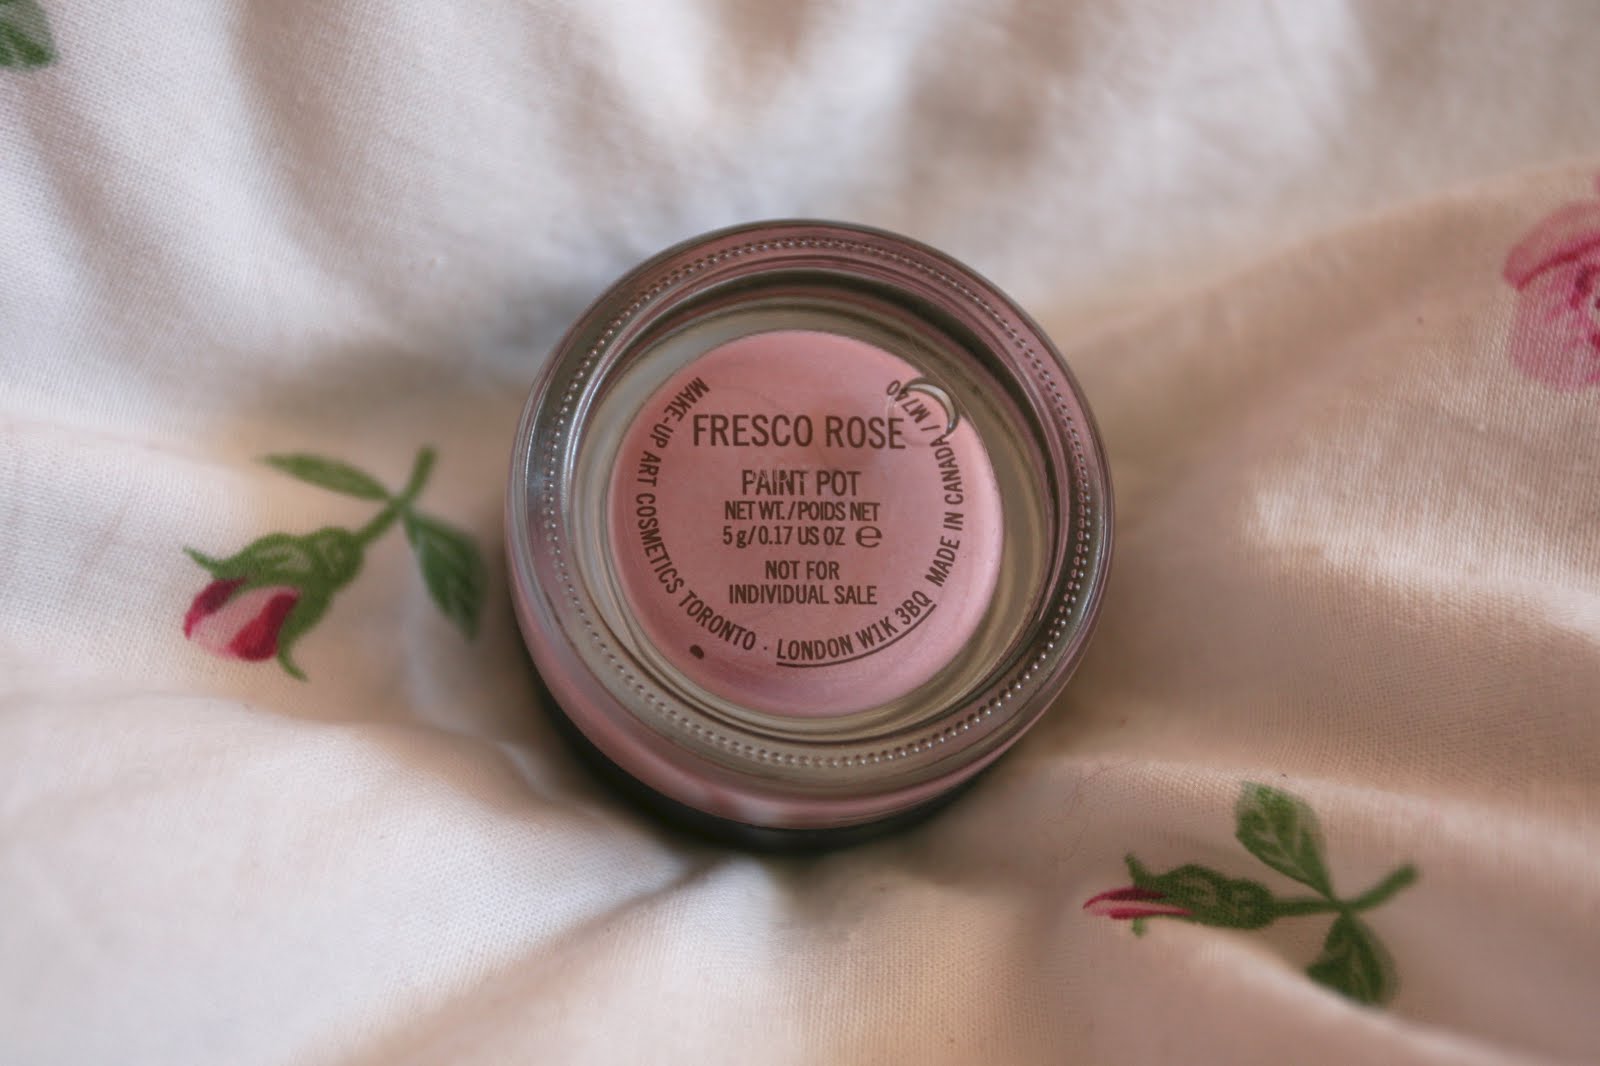 FRESCO ROSE
PAINT POT
NET WT./POIDS NET
5 g/0.17 US OZ ℮
NOT FOR
INDIVIDUAL SALE
MAKE-UP ART COSMETICS TORONTO · LONDON W1K 3BQ MADE IN CANADA / M740